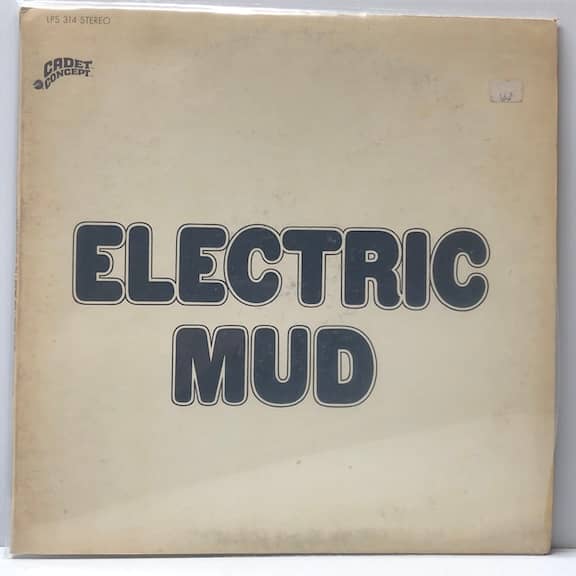 LPS 314 STEREO
CADET
CONCEPT
ELECTRIC
MUD